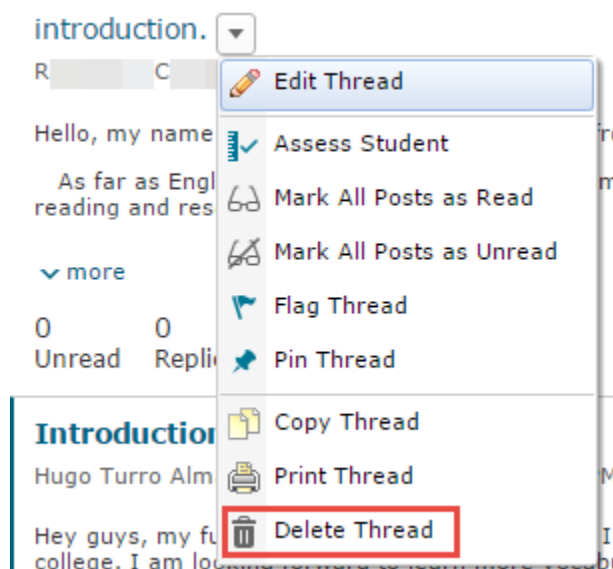 introduction.
R C
Edit Thread
Hello, my name
Assess Student
As far as Engl
Mark All Posts as Read
reading and res
Mark All Posts as Unread
more
Flag Thread
0 0
Unread Replie
Pin Thread
Copy Thread
Introduction
Hugo Turro Alm
Print Thread
Delete Thread
Hey guys, my fu I
college. I am looking forward to learn more vocabu